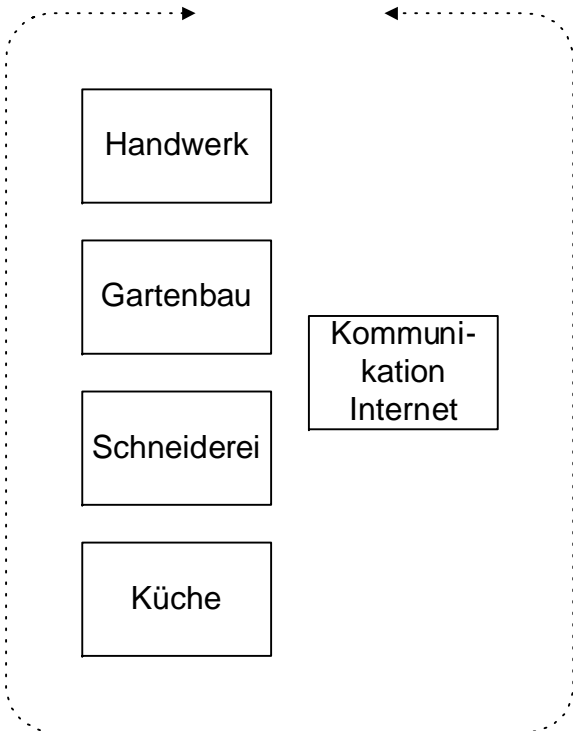 Handwerk
Gartenbau
Kommuni-
kation
Internet
Schneiderei
Küche